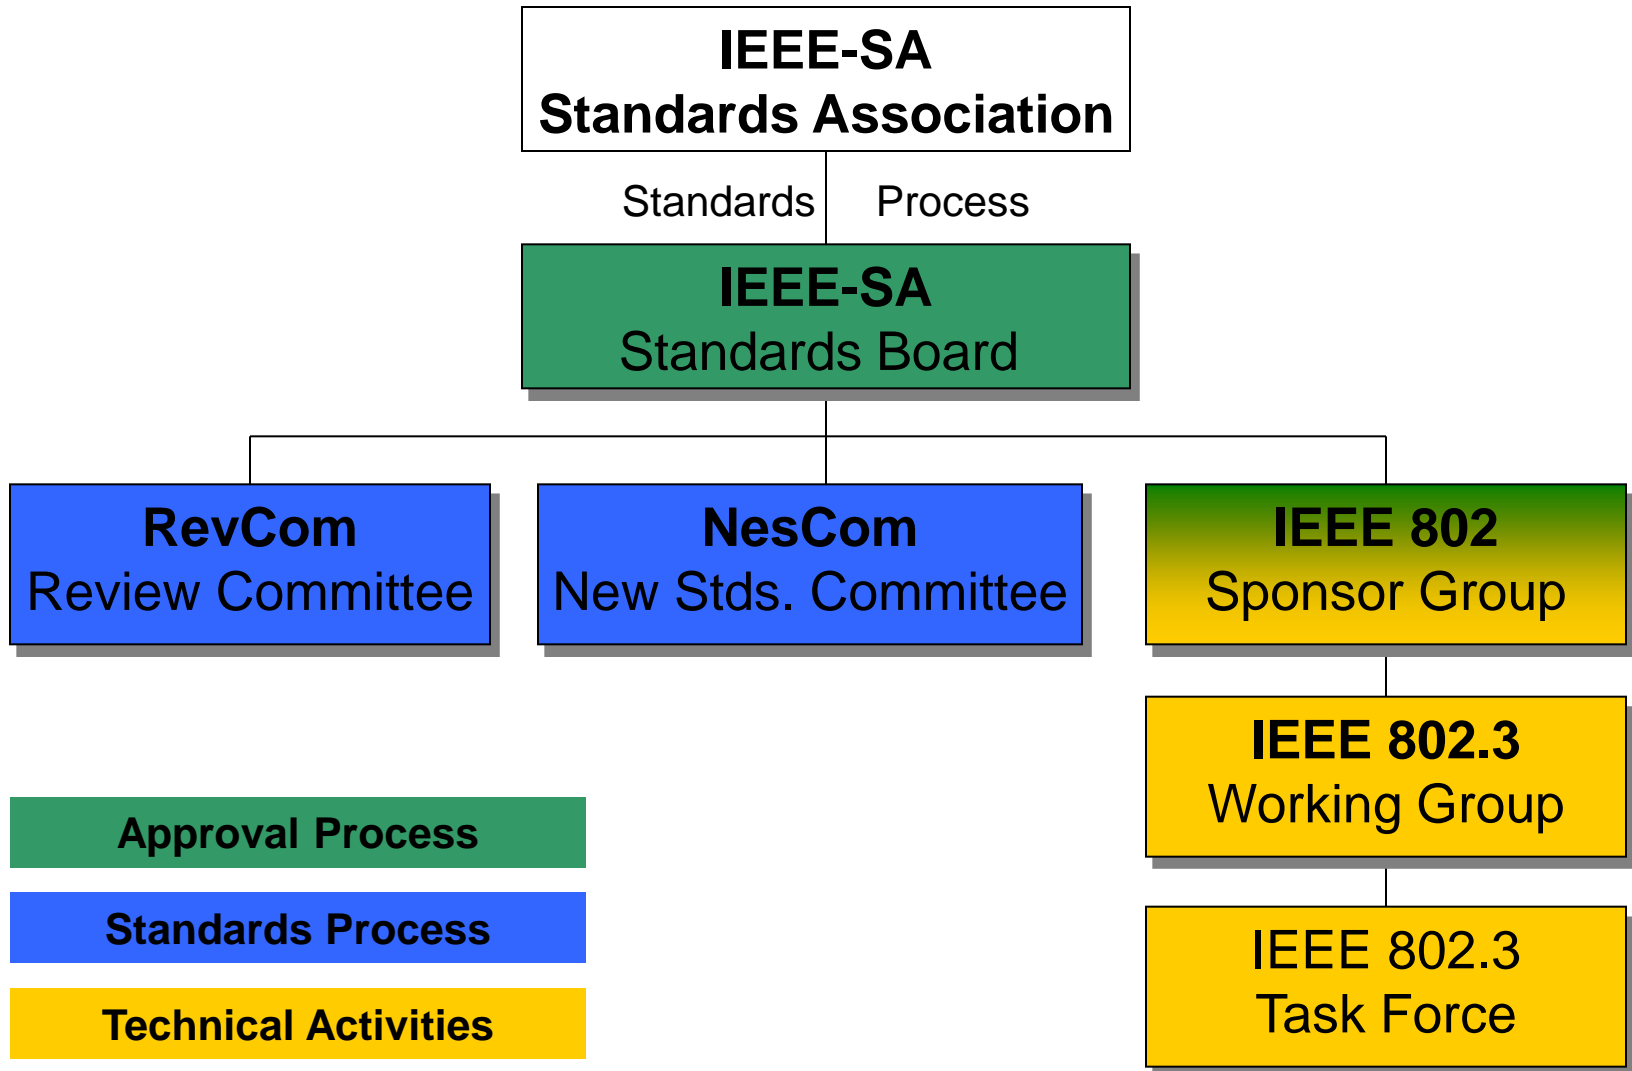 IEEE-SA
Standards Association
Standards Process
IEEE-SA
Standards Board
RevCom
Review Committee
NesCom
New Stds. Committee
IEEE 802
Sponsor Group
IEEE 802.3
Working Group
IEEE 802.3
Task Force
Approval Process
Standards Process
Technical Activities